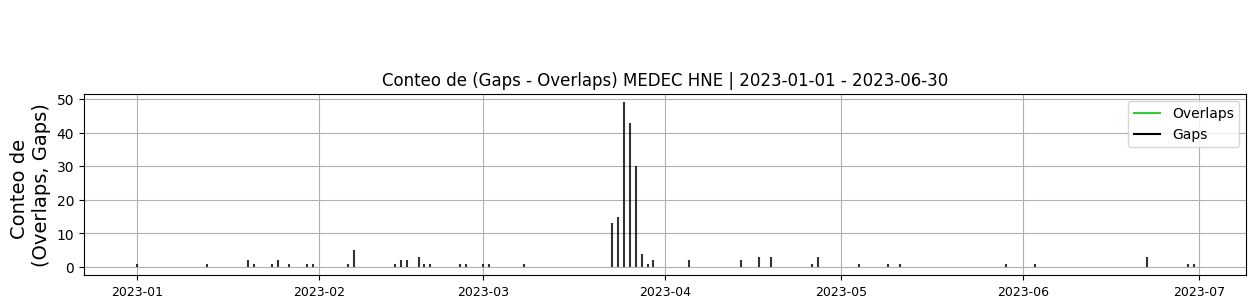 Conteo de (Gaps - Overlaps) MEDEC HNE | 2023-01-01 - 2023-06-30
Conteo de
(Overlaps, Gaps)
50
40
30
20
10
0
Overlaps
Gaps
2023-01 2023-02 2023-03 2023-04 2023-05 2023-06 2023-07